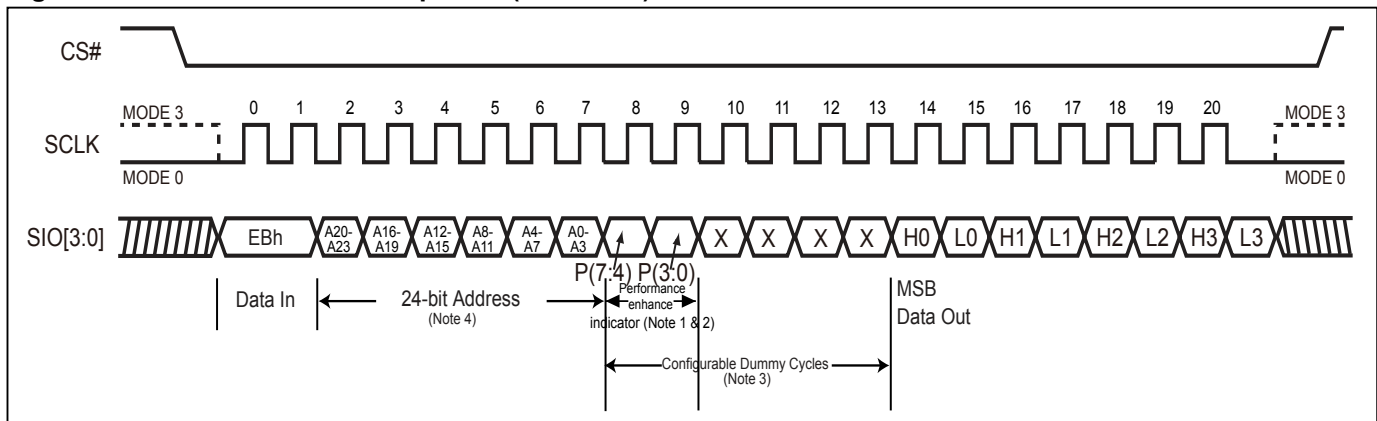 CS#
MODE 3
0 1 2 3 4 5 6 7 8 9 10 11 12 13 14 15 16 17 18 19 20
MODE 3
SCLK
MODE 0
MODE 0
SIO[3:0]
EBh
A20-
A23
A16-
A19
A12-
A15
A8-
A11
A4-
A7
A0-
A3
X X X X H0 L0 H1 L1 H2 L2 H3 L3
P(7:4) P(3:0)
Data In
24-bit Address
(Note 4)
Performance
enhance
indicator (Note 1 & 2)
MSB
Data Out
Configurable Dummy Cycles
(Note 3)